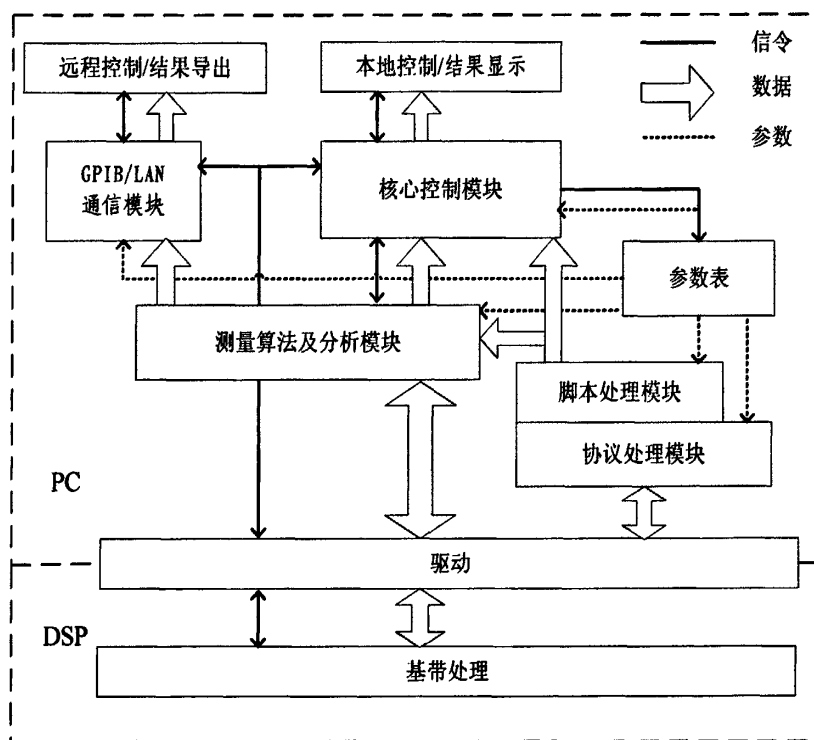 远程控制/结果导出
本地控制/结果显示
信令
数据
参数
GPIB/LAN
通信模块
核心控制模块
参数表
测量算法及分析模块
脚本处理模块
协议处理模块
PC
驱动
DSP
基带处理